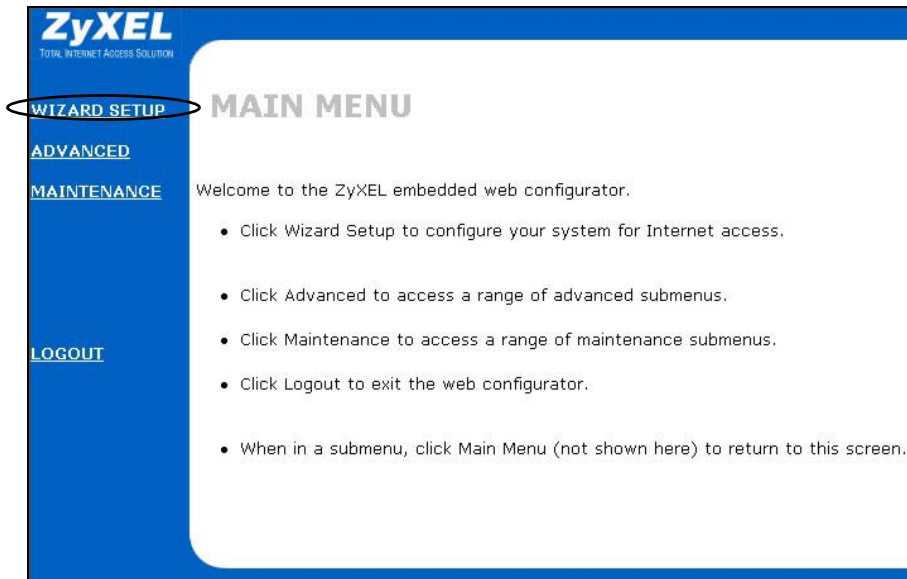 ZyXEL
TOTAL INTERNET ACCESS SOLUTION
WIZARD SETUP
ADVANCED
MAINTENANCE
LOGOUT
MAIN MENU
Welcome to the ZyXEL embedded web configurator.
• Click Wizard Setup to configure your system for Internet access.
• Click Advanced to access a range of advanced submenus.
• Click Maintenance to access a range of maintenance submenus.
• Click Logout to exit the web configurator.
• When in a submenu, click Main Menu (not shown here) to return to this screen.